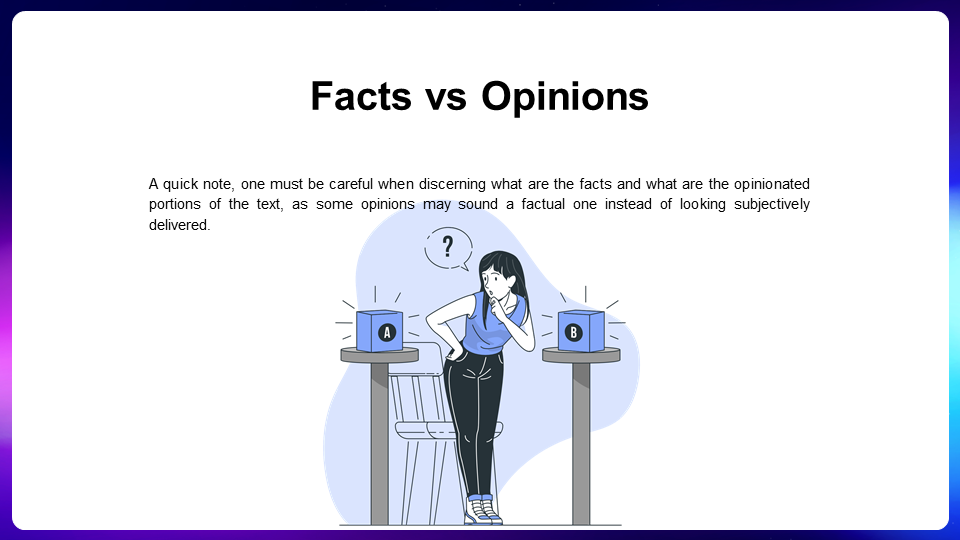 Facts vs Opinions
A quick note, one must be careful when discerning what are the facts and what are the opinionated
portions of the text, as some opinions may sound a factual one instead of looking subjectively
delivered.
?
A
B